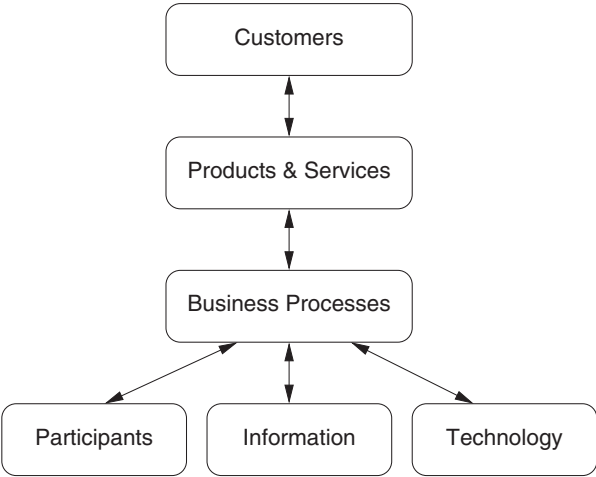 Customers
Products & Services
Business Processes
Participants
Information
Technology